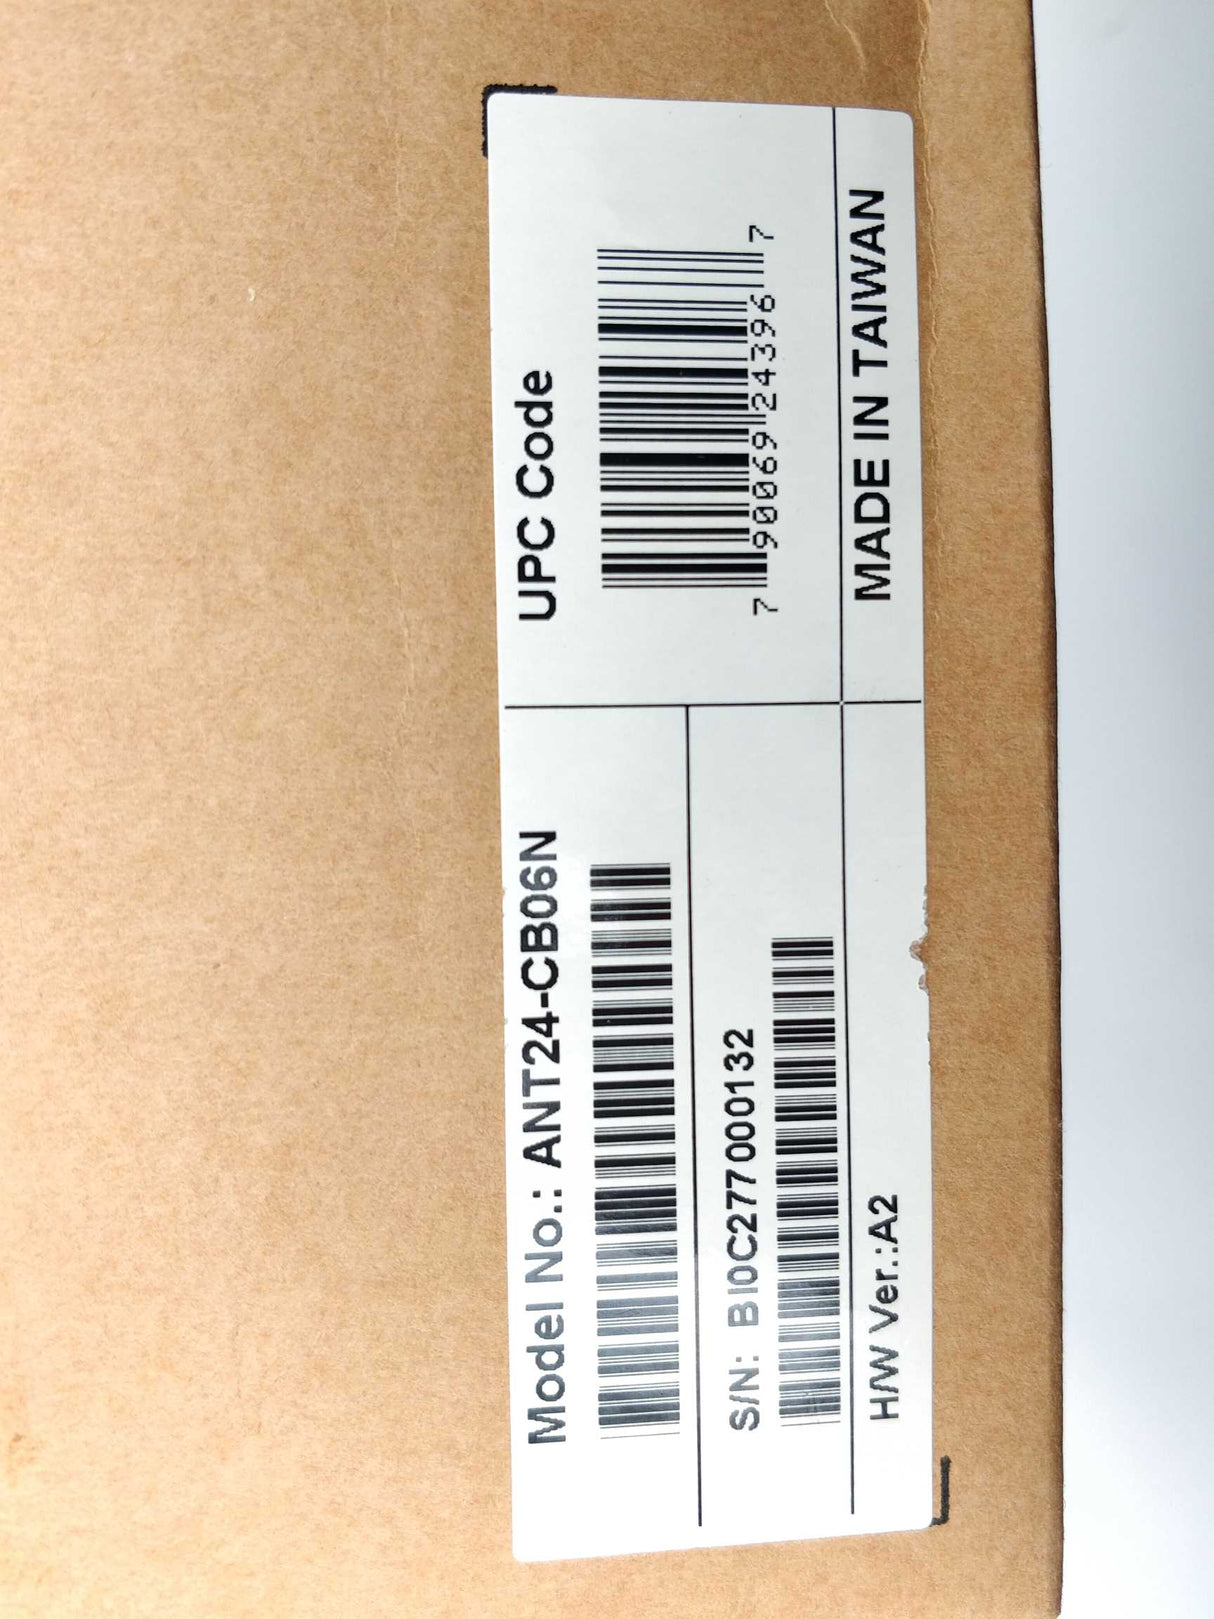 Model No.: ANT24-CB06N
S/N: BI0C277000132
H/W Ver.:A2
UPC Code
7 90069 24396 7
MADE IN TAIWAN